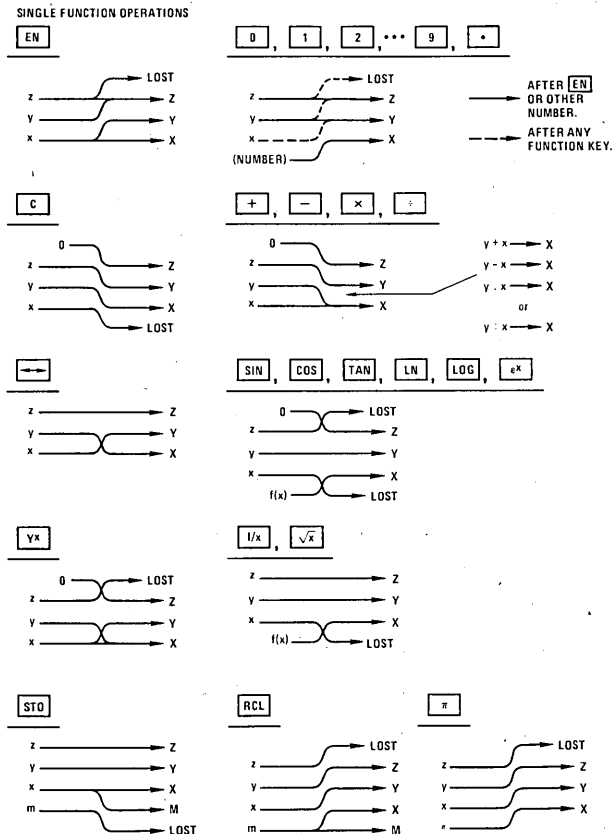 SINGLE FUNCTION OPERATIONS
EN
0 , 1 , 2 , ··· 9 , •
LOST
z Z
y Y
x X
LOST
z Z
y Y
x X
(NUMBER)
AFTER EN
OR OTHER
NUMBER.
AFTER ANY
FUNCTION KEY.
C
+ , − , × , ÷
0
z Z
y Y
x X
LOST
0
z Z
y Y
x X
y + x X
y - x X
y . x X
or
y : x X
↔
SIN , COS , TAN , LN , LOG , eˣ
z Z
y Y
x X
0 LOST
z Z
y Y
x X
f(x) LOST
Yˣ
I/x , √x
0 LOST
z Z
y Y
x X
z Z
y Y
x X
f(x) LOST
STO
RCL
π
z Z
y Y
x X
m M
LOST
LOST
z Z
y Y
x X
m M
LOST
z Z
y Y
x X
π